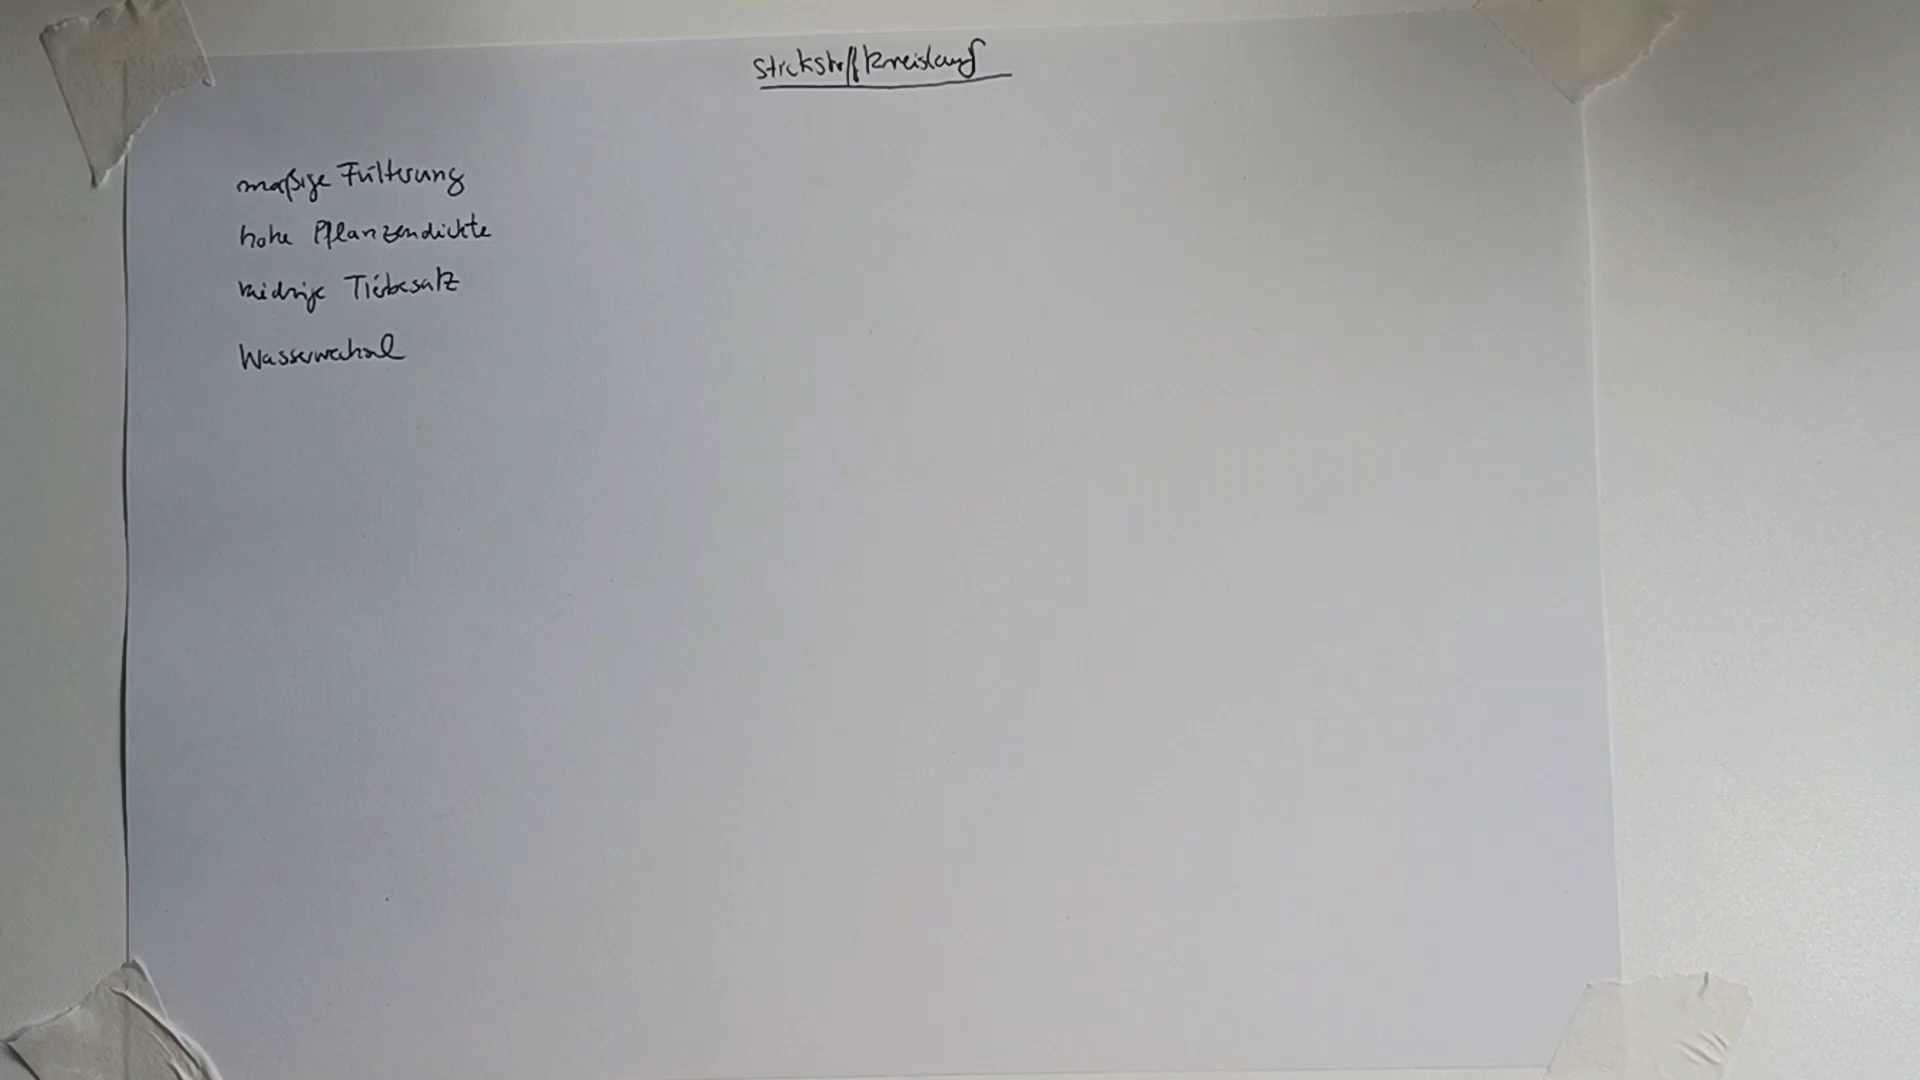 Stickstoffkreislauf
mäßige Fütterung
hohe Pflanzendichte
niedrige Tierbesatz
Wasserwechsel